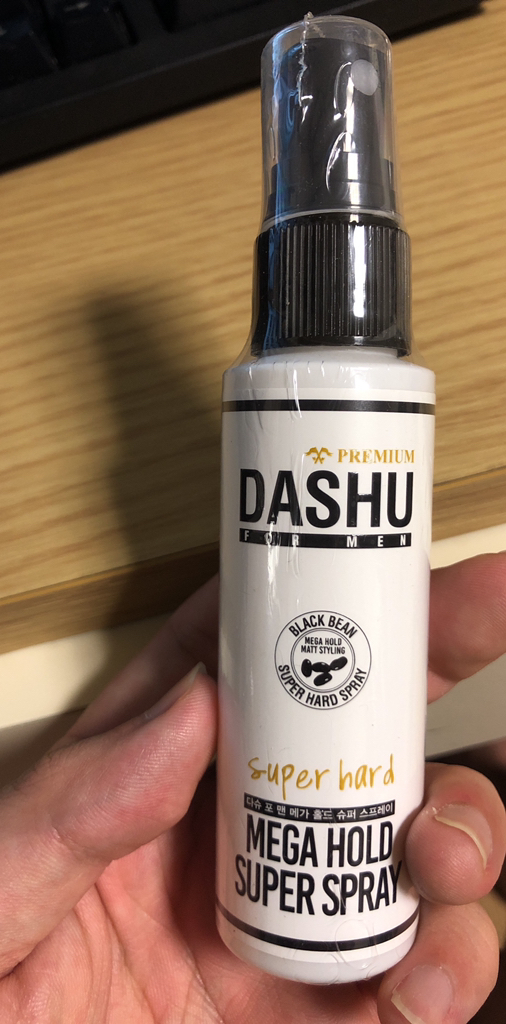 PREMIUM
DASHU
FOR MEN
BLACK BEAN
MEGA HOLD
MATT STYLING
SUPER HARD SPRAY
super hard
다슈 포 맨 메가 홀드 슈퍼 스프레이
MEGA HOLD
SUPER SPRAY